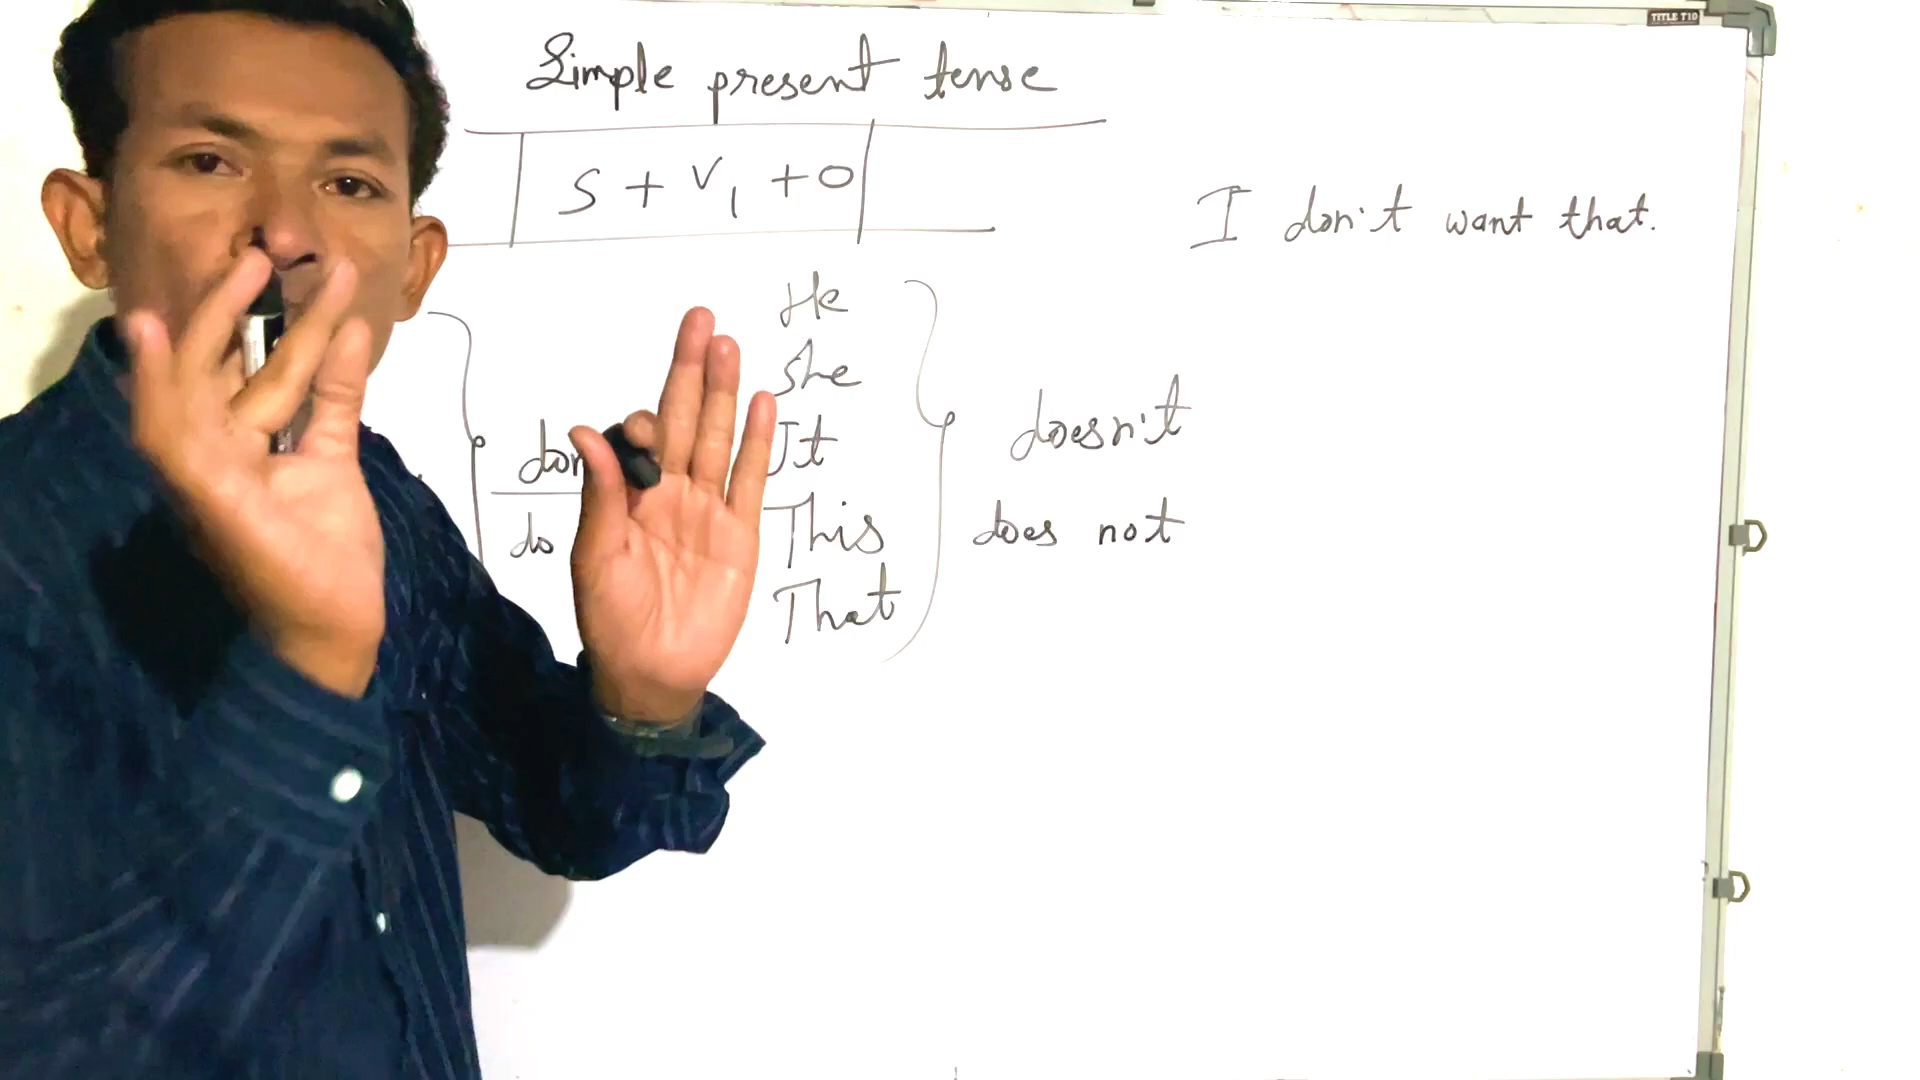 Simple present tense
TITLE T10
S + V1 + O
I don't want that.
He
She
It
This
That
do
doesn't
does not